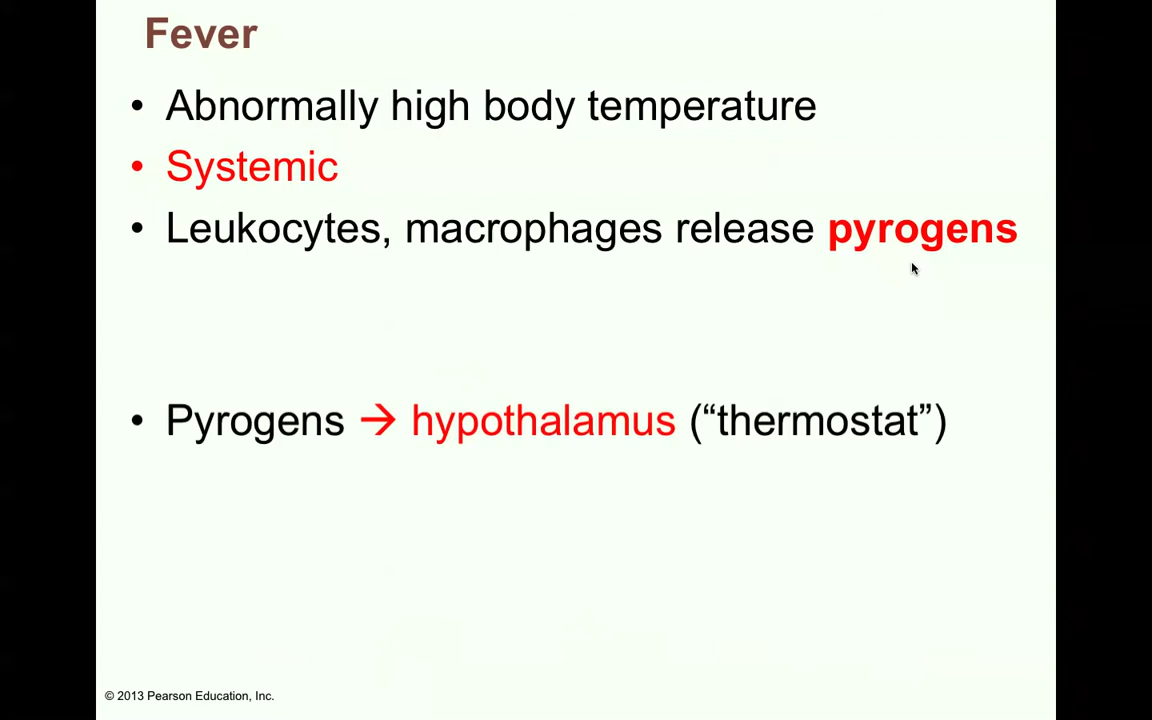 Fever
• Abnormally high body temperature
• Systemic
• Leukocytes, macrophages release pyrogens
• Pyrogens → hypothalamus (“thermostat”)
© 2013 Pearson Education, Inc.